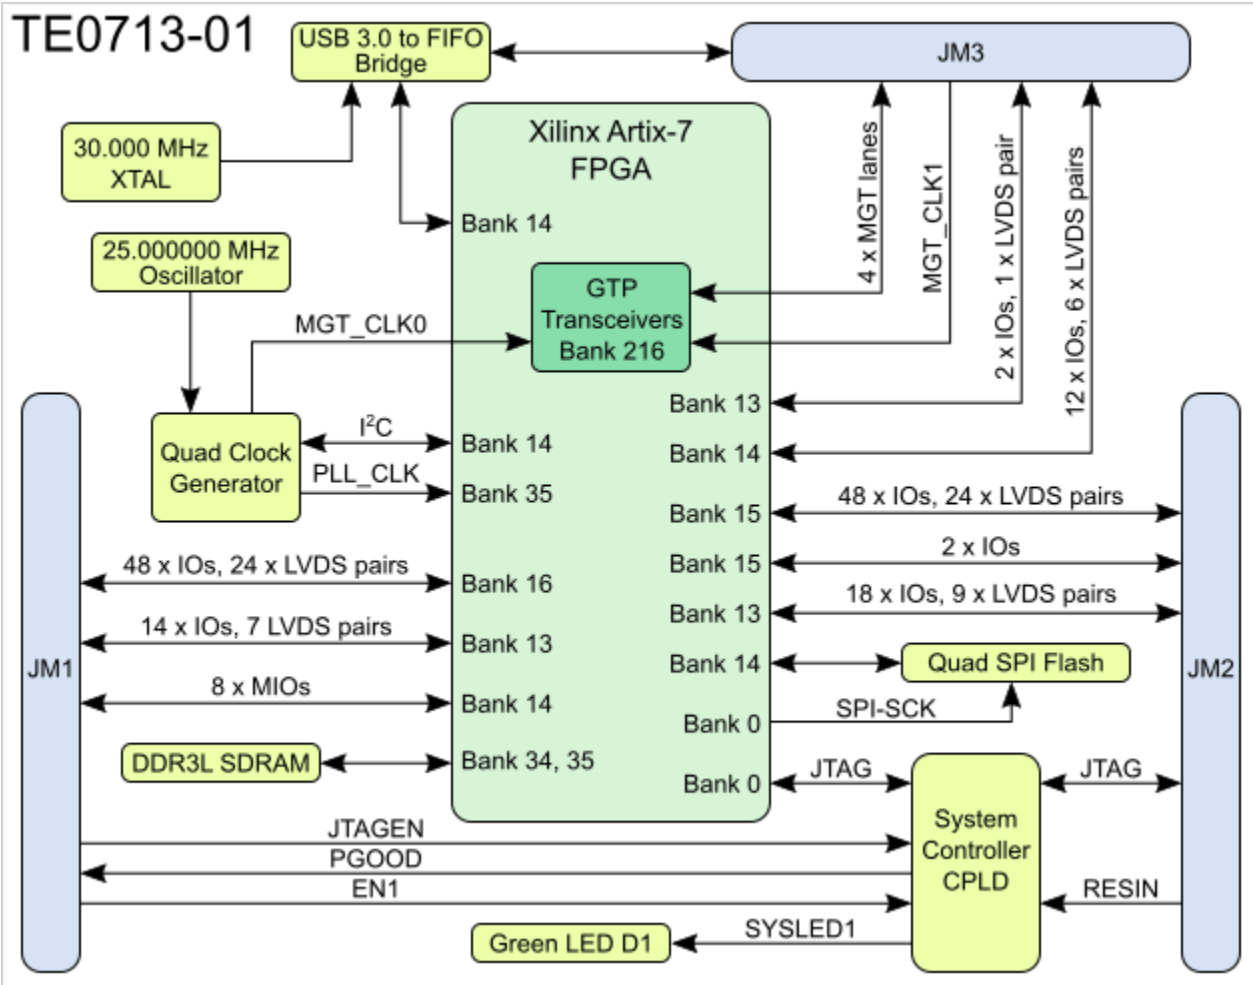 TE0713-01
USB 3.0 to FIFO
Bridge
JM3
30.000 MHz
XTAL
Xilinx Artix-7
FPGA
4 x MGT lanes
MGT_CLK1
2 x IOs, 1 x LVDS pair
12 x IOs, 6 x LVDS pairs
Bank 14
25.000000 MHz
Oscillator
GTP
Transceivers
Bank 216
MGT_CLK0
Bank 13
Quad Clock
Generator
I²C
Bank 14
Bank 14
PLL_CLK
Bank 35
Bank 15
48 x IOs, 24 x LVDS pairs
Bank 15
2 x IOs
48 x IOs, 24 x LVDS pairs
Bank 16
Bank 13
18 x IOs, 9 x LVDS pairs
14 x IOs, 7 LVDS pairs
Bank 13
Bank 14
Quad SPI Flash
JM1
JM2
8 x MIOs
Bank 14
Bank 0
SPI-SCK
DDR3L SDRAM
Bank 34, 35
Bank 0
JTAG
JTAG
System
Controller
CPLD
JTAGEN
PGOOD
EN1
RESIN
SYSLED1
Green LED D1